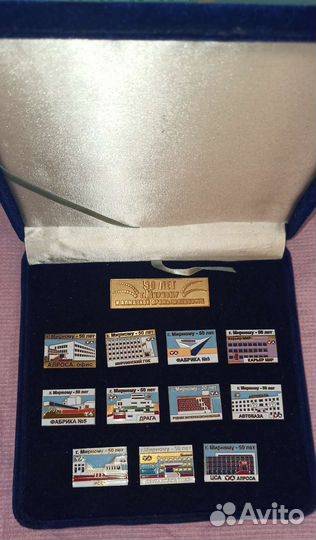 50 ЛЕТ
г. Мирному - 50 лет
АЛРОСА офис
г. Мирному - 50 лет
МИРНИНСКИЙ ГОК
г. Мирному - 50 лет
ФАБРИКА №3
г. Мирному - 50 лет
КАРЬЕР МИР
г. Мирному - 50 лет
ФАБРИКА №5
г. Мирному - 50 лет
ДРАГА
г. Мирному - 50 лет
г. Мирному - 50 лет
АВТОБАЗА
г. Мирному - 50 лет
г. Мирному - 50 лет
г. Мирному - 50 лет
ЦСА АЛРОСА
Avito